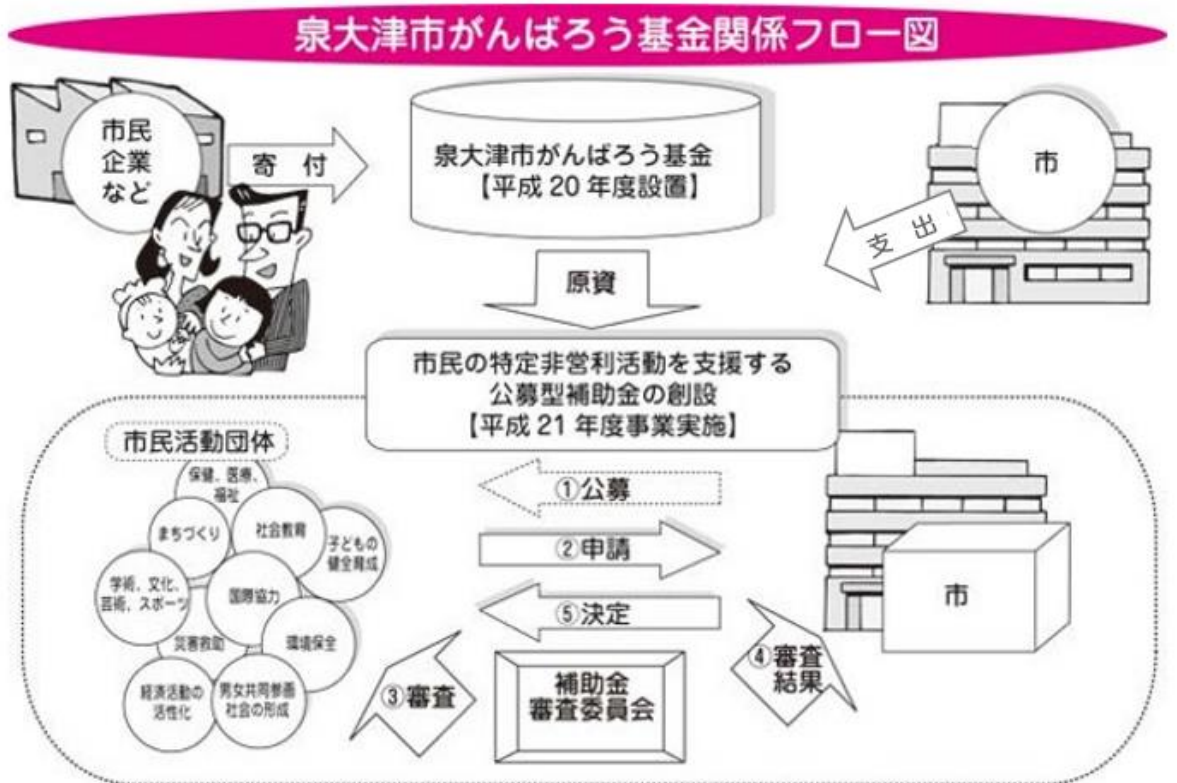 泉大津市がんばろう基金関係フロー図
市民
企業
など
寄 付
泉大津市がんばろう基金
【平成20年度設置】
市
支出
原資
市民の特定非営利活動を支援する
公募型補助金の創設
【平成21年度事業実施】
市民活動団体
保健、医療、
福祉
まちづくり
社会教育
子どもの
健全育成
学術、文化、
芸術、スポーツ
国際協力
災害救助
環境保全
経済活動の
活性化
男女共同参画
社会の形成
①公募
②申請
⑤決定
③審査
補助金
審査委員会
④審査
結果
市